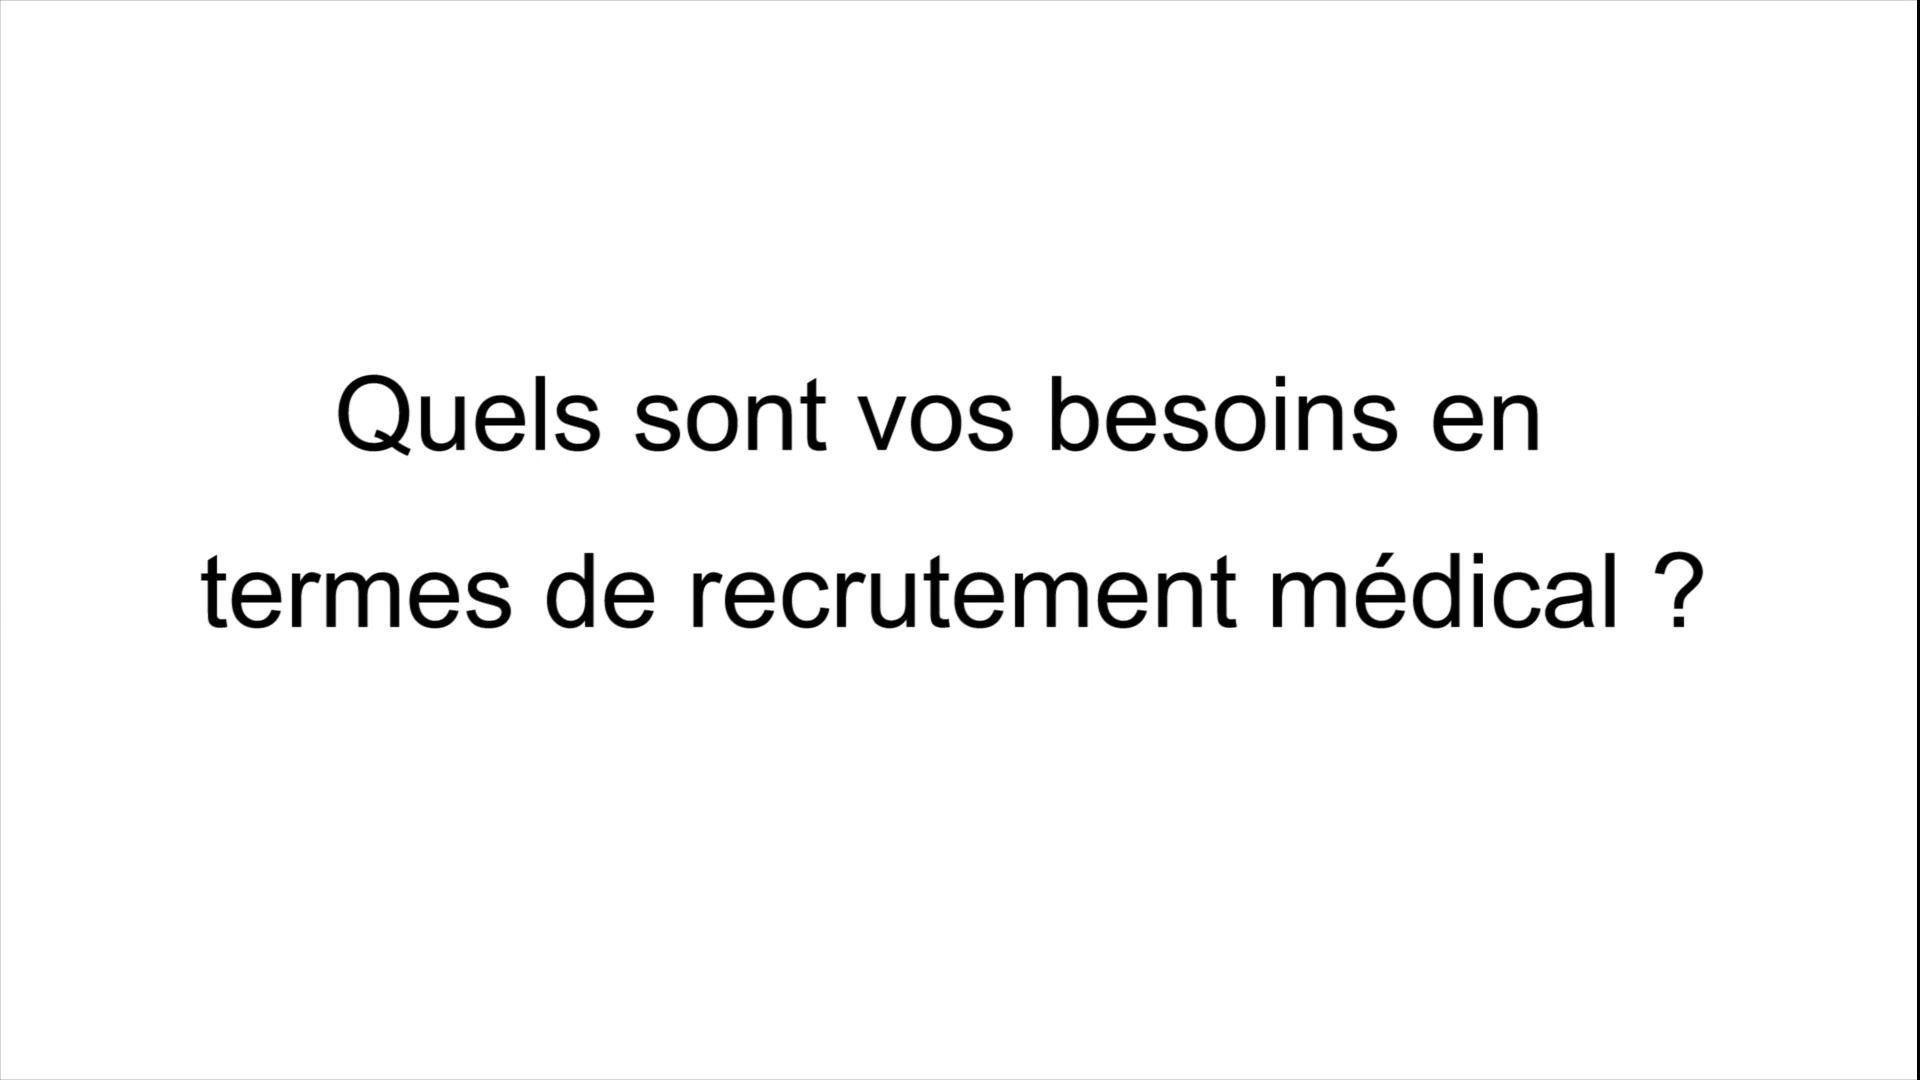 Quels sont vos besoins en
termes de recrutement médical ?